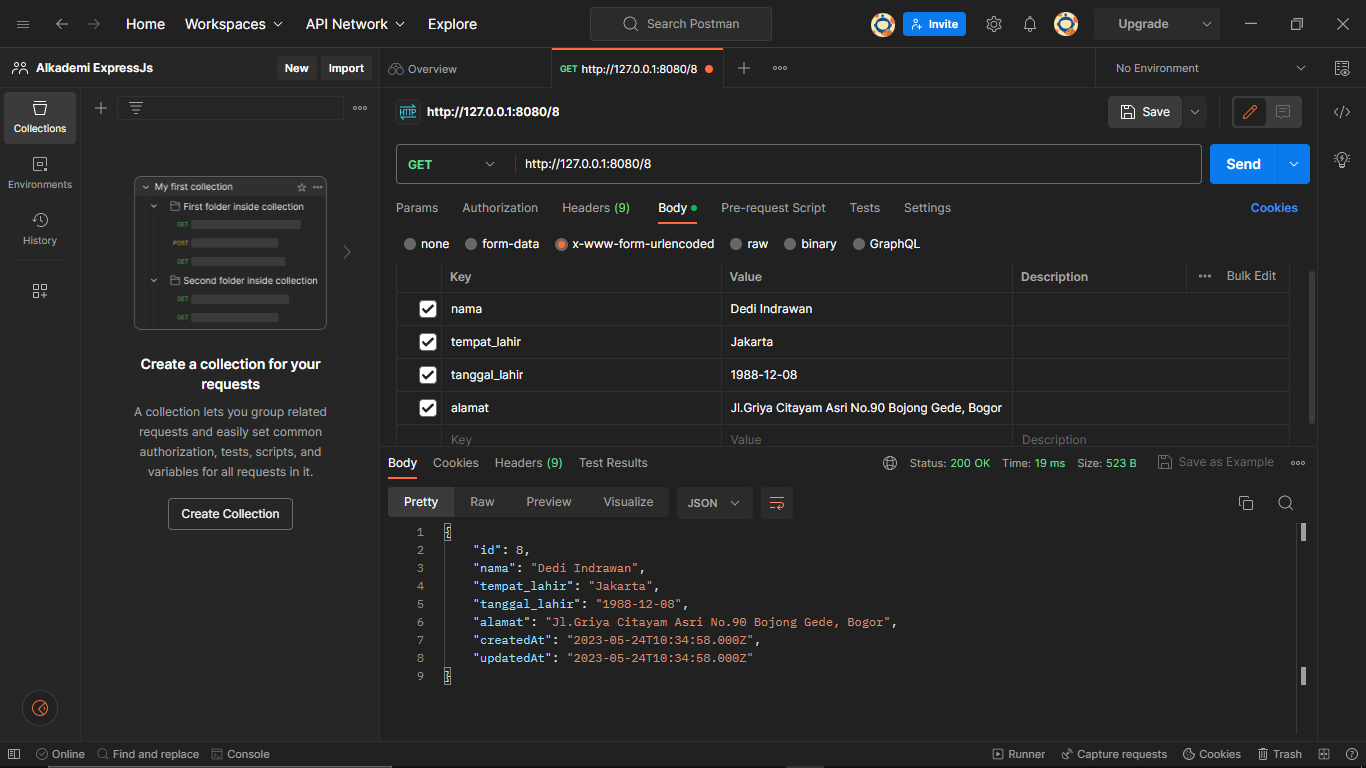 Home Workspaces API Network Explore Search Postman Invite Upgrade
Alkademi ExpressJs New Import Overview GET http://127.0.0.1:8080/8 No Environment
Collections
Environments
History
My first collection
First folder inside collection
GET
POST
GET
Second folder inside collection
GET
GET
Create a collection for your
requests
A collection lets you group related
requests and easily set common
authorization, tests, scripts, and
variables for all requests in it.
Create Collection
HTTP http://127.0.0.1:8080/8 Save
GET http://127.0.0.1:8080/8 Send
Params Authorization Headers (9) Body Pre-request Script Tests Settings Cookies
none form-data x-www-form-urlencoded raw binary GraphQL
Key Value Description Bulk Edit
nama Dedi Indrawan
tempat_lahir Jakarta
tanggal_lahir 1988-12-08
alamat Jl.Griya Citayam Asri No.90 Bojong Gede, Bogor
Key Value Description
Body Cookies Headers (9) Test Results Status: 200 OK Time: 19 ms Size: 523 B Save as Example
Pretty Raw Preview Visualize JSON
1 {
2 "id": 8,
3 "nama": "Dedi Indrawan",
4 "tempat_lahir": "Jakarta",
5 "tanggal_lahir": "1988-12-08",
6 "alamat": "Jl.Griya Citayam Asri No.90 Bojong Gede, Bogor",
7 "createdAt": "2023-05-24T10:34:58.000Z",
8 "updatedAt": "2023-05-24T10:34:58.000Z"
9 }
Online Find and replace Console Runner Capture requests Cookies Trash